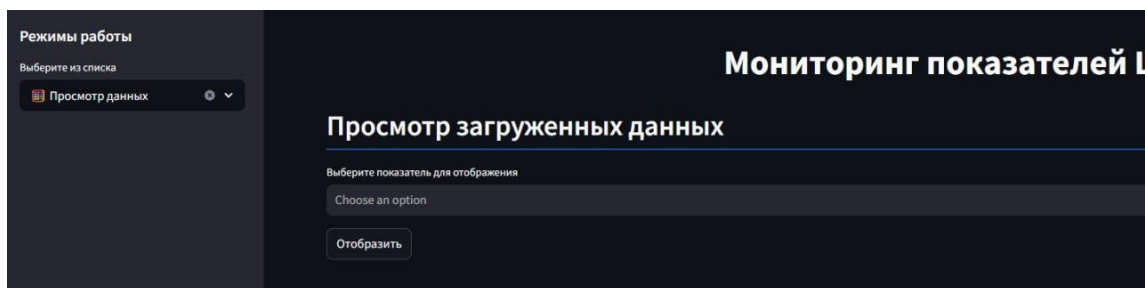 Режимы работы
Выберите из списка
Просмотр данных
Мониторинг показателей
Просмотр загруженных данных
Выберите показатель для отображения
Choose an option
Отобразить